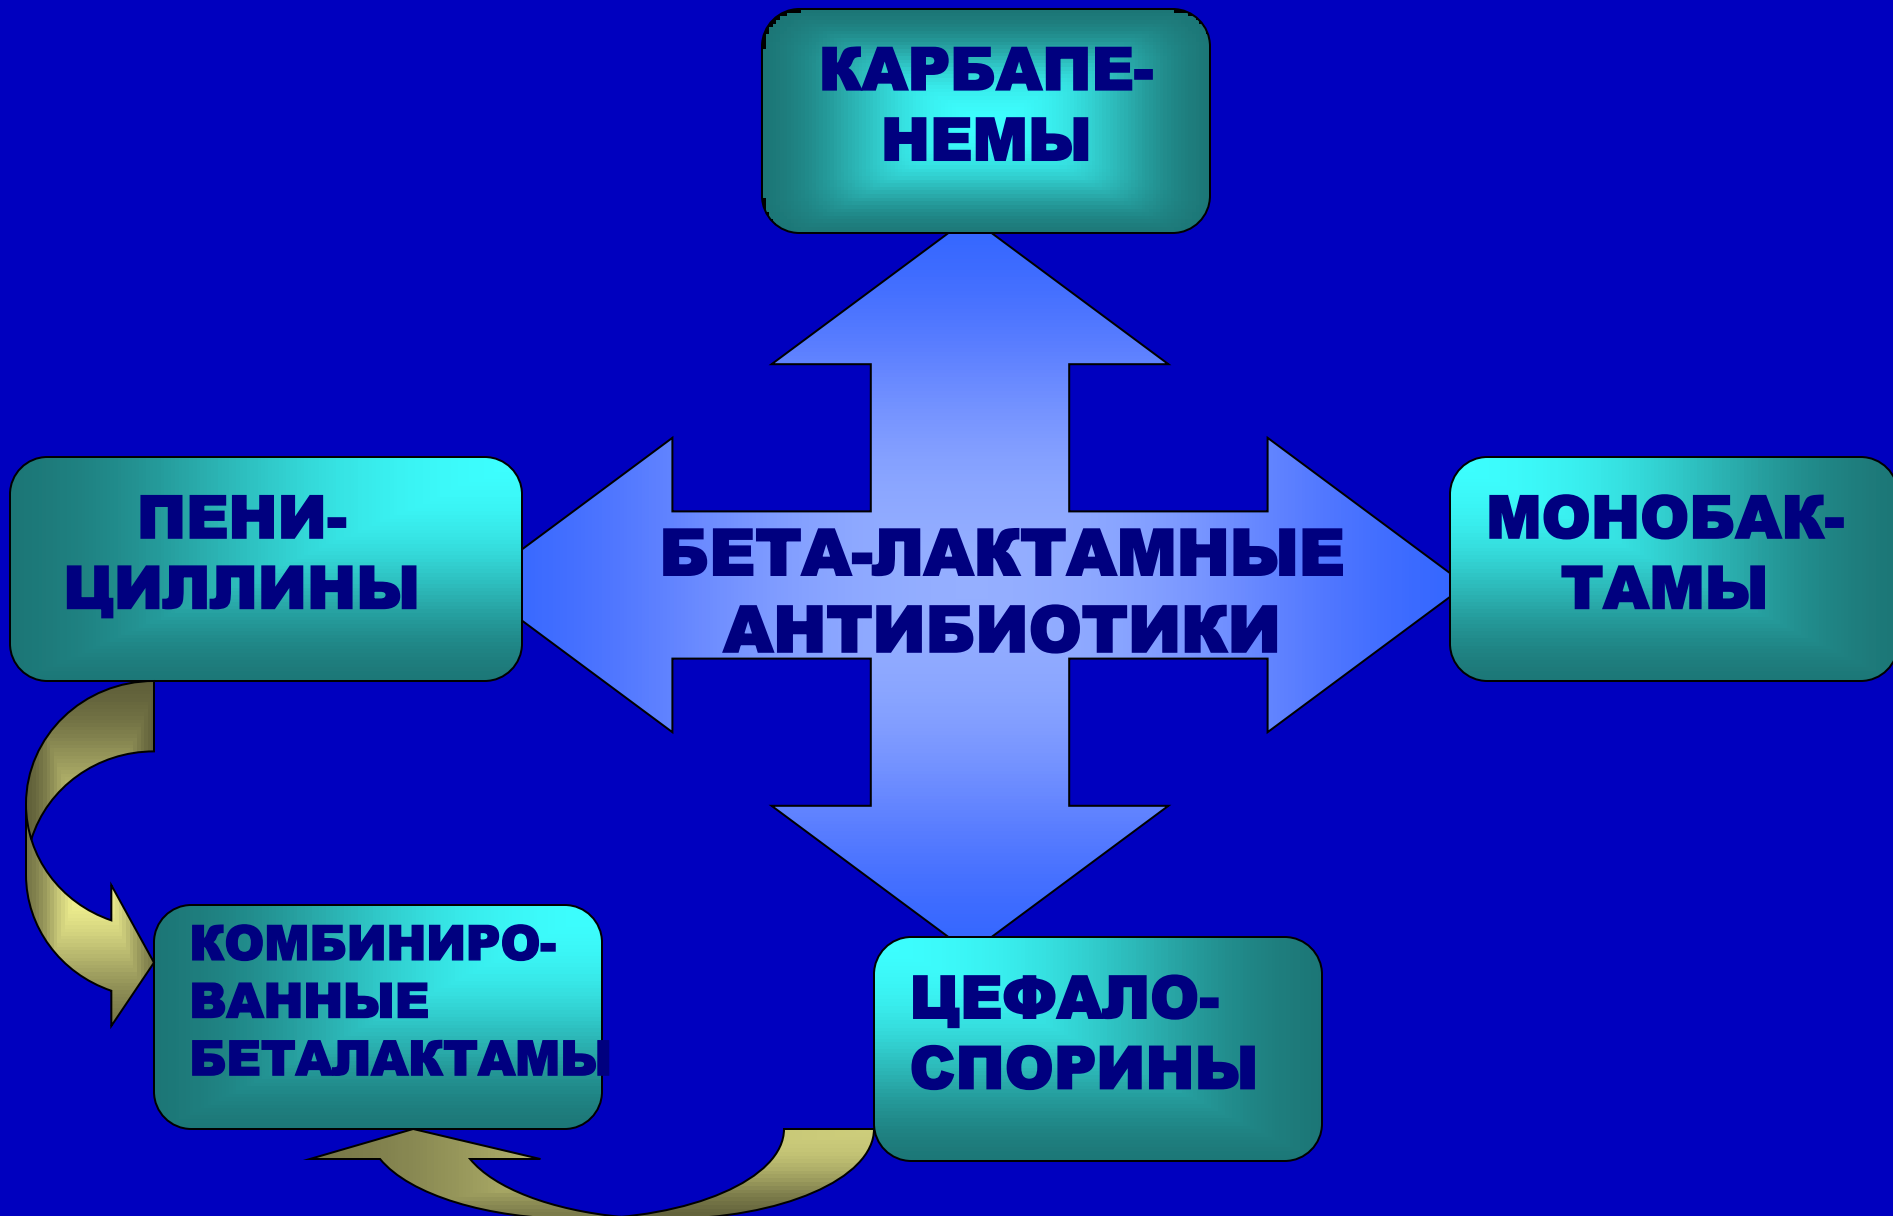 КАРБАПЕ-
НЕМЫ
ПЕНИ-
ЦИЛЛИНЫ
БЕТА-ЛАКТАМНЫЕ
АНТИБИОТИКИ
МОНОБАК-
ТАМЫ
КОМБИНИРО-
ВАННЫЕ
БЕТАЛАКТАМЫ
ЦЕФАЛО-
СПОРИНЫ